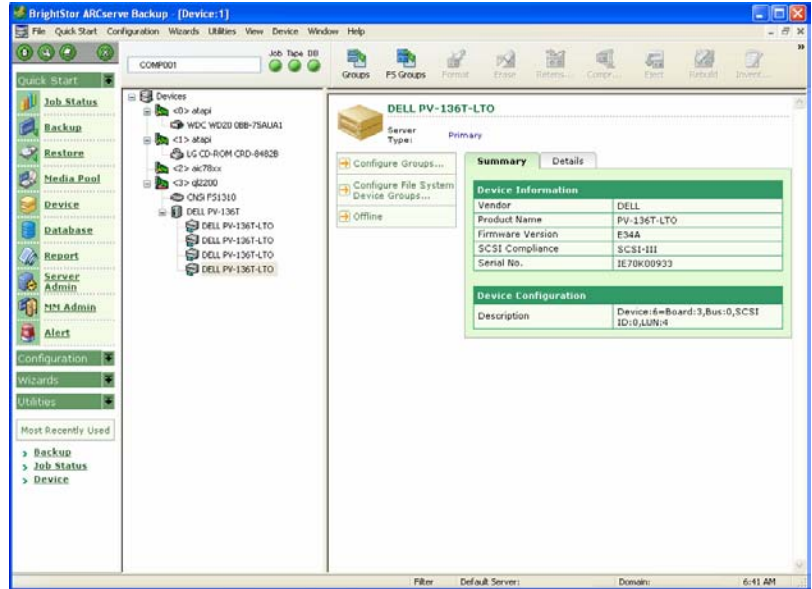 BrightStor ARCserve Backup - [Device:1]
File Quick Start Configuration Wizards Utilities View Device Window Help
COMP001
Job Tape DB
Groups
FS Groups
Format
Erase
Retens...
Compr...
Eject
Rebuild
Invent...
Quick Start
Job Status
Backup
Restore
Media Pool
Device
Database
Report
Server Admin
MM Admin
Alert
Configuration
Wizards
Utilities
Most Recently Used
Backup
Job Status
Device
Devices
<0> atapi
WDC WD20 0BB-75AUA1
<1> atapi
LG CD-ROM CRD-8482B
<2> aic78xx
<3> ql2200
CNSI FS1310
DELL PV-136T
DELL PV-136T-LTO
DELL PV-136T-LTO
DELL PV-136T-LTO
DELL PV-136T-LTO
DELL PV-136T-LTO
Server Type: Primary
Configure Groups...
Configure File System
Device Groups...
Offline
Summary Details
Device Information
Vendor DELL
Product Name PV-136T-LTO
Firmware Version E34A
SCSI Compliance SCSI-III
Serial No. IE70K00933
Device Configuration
Description Device:6=Board:3,Bus:0,SCSI
ID:0,LUN:4
Filter Default Server: Domain: 6:41 AM